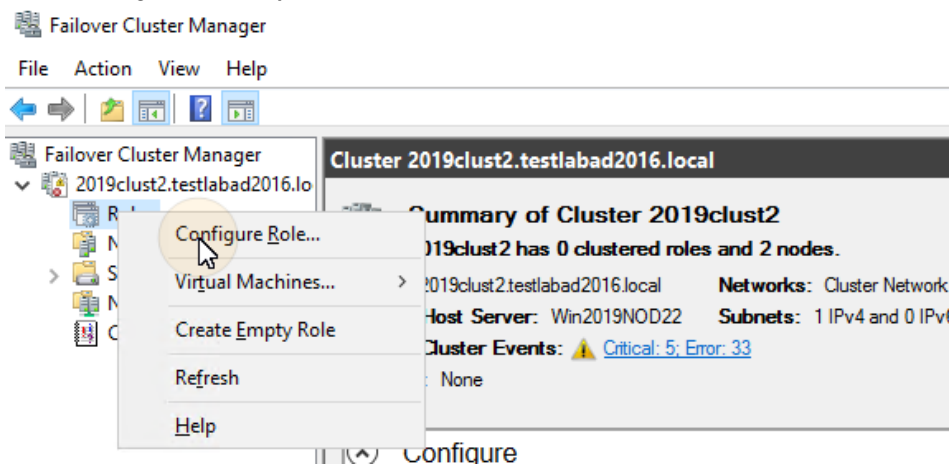 Failover Cluster Manager
File Action View Help
Failover Cluster Manager
2019clust2.testlabad2016.lo
Cluster 2019clust2.testlabad2016.local
Summary of Cluster 2019clust2
019clust2 has 0 clustered roles and 2 nodes.
2019clust2.testlabad2016.local Networks: Cluster Network
Host Server: Win2019NOD22 Subnets: 1 IPv4 and 0 IPv6
Cluster Events: Critical: 5; Error: 33
: None
Configure
Configure Role...
Virtual Machines...
Create Empty Role
Refresh
Help